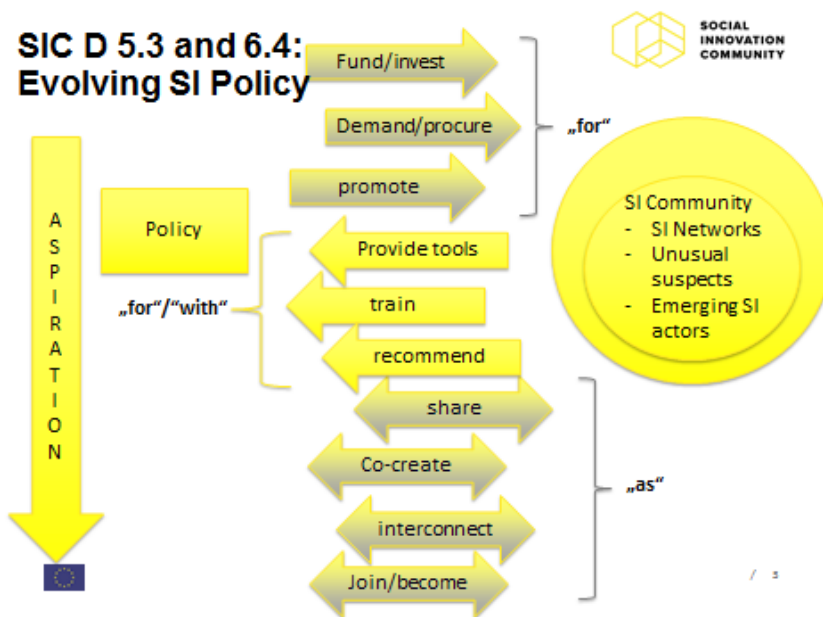 SIC D 5.3 and 6.4:
Evolving SI Policy
SOCIAL
INNOVATION
COMMUNITY
Fund/invest
Demand/procure
promote
„for“
A
S
P
I
R
A
T
I
O
N
Policy
Provide tools
train
recommend
„for“/“with“
SI Community
- SI Networks
- Unusual
suspects
- Emerging SI
actors
share
Co-create
interconnect
Join/become
„as“
/